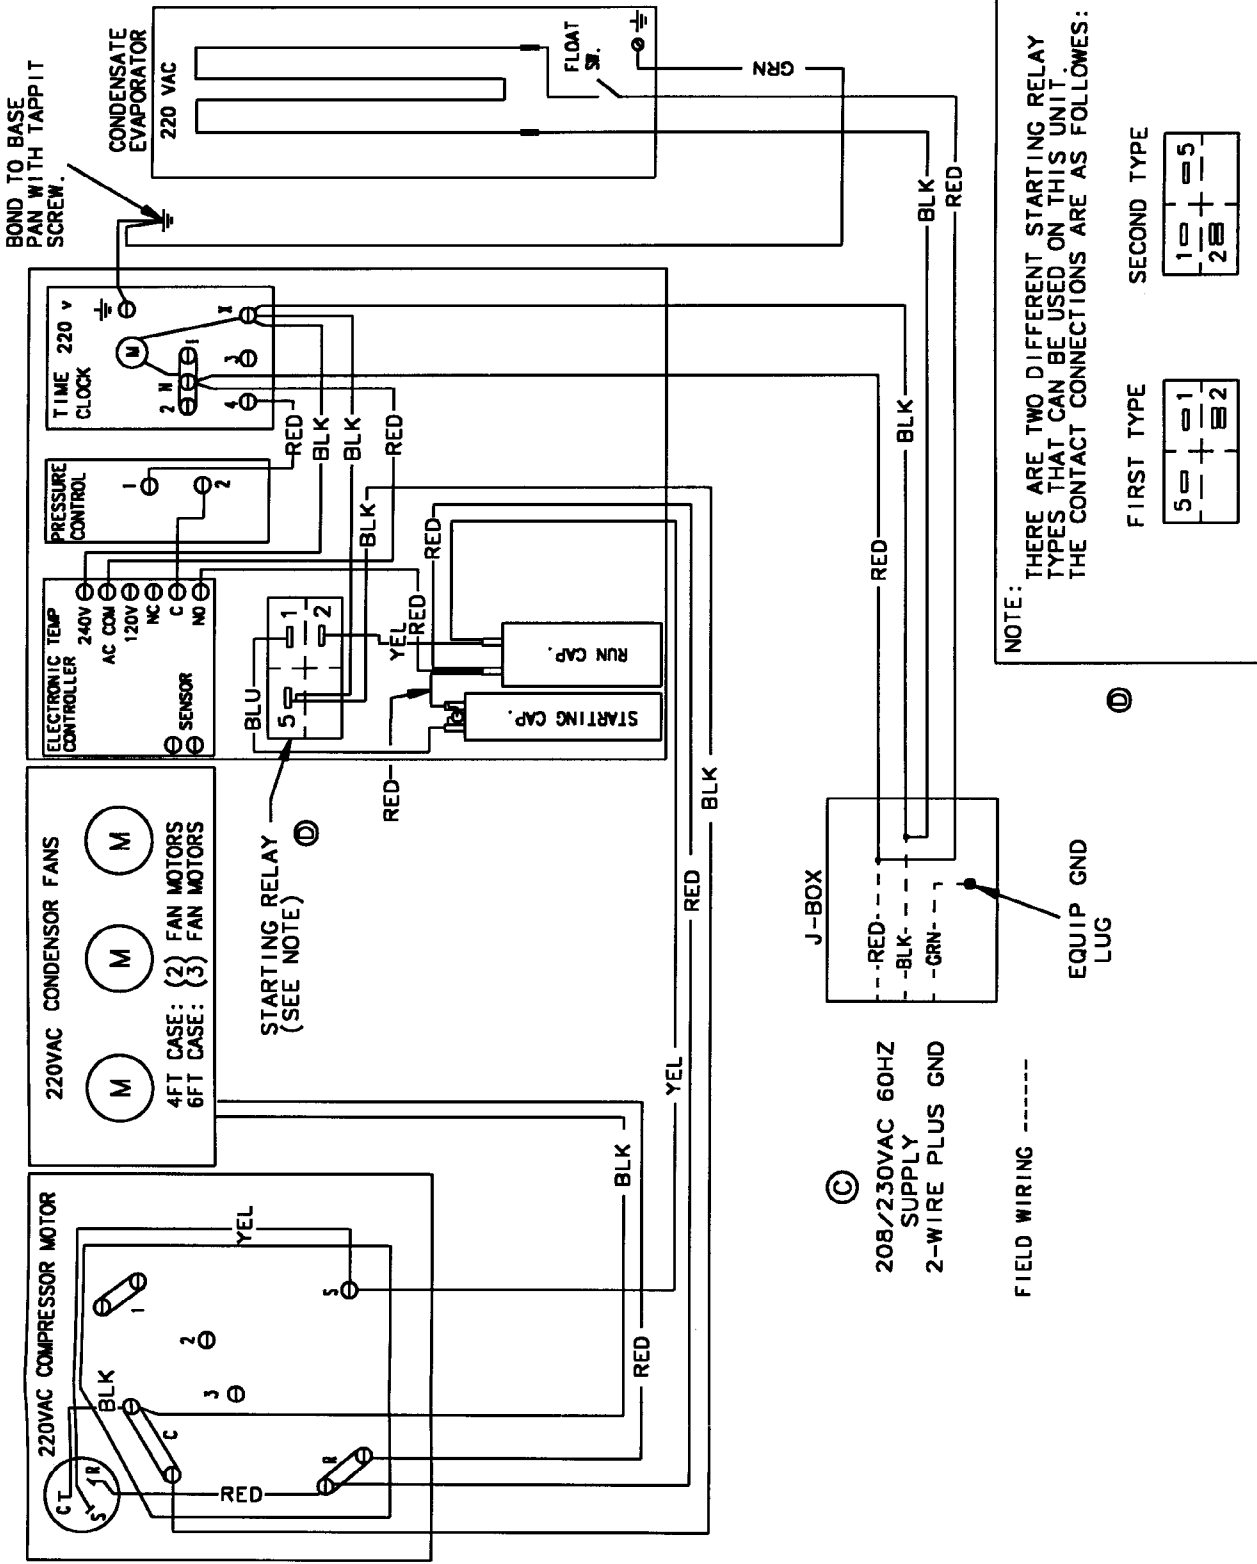 220VAC COMPRESSOR MOTOR
C
S
R
BLK
C
1
2
3
S
R
RED
YEL
220VAC CONDENSOR FANS
M
M
M
4FT CASE: (2) FAN MOTORS
6FT CASE: (3) FAN MOTORS
BLK
RED
YEL
RED
BLK
ELECTRONIC TEMP
CONTROLLER
240V
AC COM
120V
NC
C
NO
SENSOR
PRESSURE
CONTROL
1
2
TIME 220 V
CLOCK
M
2 N 1
4
3
X
RED
BLK
BLK
RED
BLK
RED
RED
YEL
BLU
RED
5
1
2
STARTING RELAY
(SEE NOTE)
D
STARTING CAP.
RUN CAP.
BOND TO BASE
PAN WITH TAPPIT
SCREW.
CONDENSATE
EVAPORATOR
220 VAC
FLOAT
SW.
GRN
BLK
RED
BLK
RED
J-BOX
RED
BLK
GRN
EQUIP GND
LUG
C
208/230VAC 60HZ
SUPPLY
2-WIRE PLUS GND
FIELD WIRING ------
D
NOTE:
THERE ARE TWO DIFFERENT STARTING RELAY
TYPES THAT CAN BE USED ON THIS UNIT.
THE CONTACT CONNECTIONS ARE AS FOLLOWES:
FIRST TYPE
5
1
2
SECOND TYPE
1
5
2